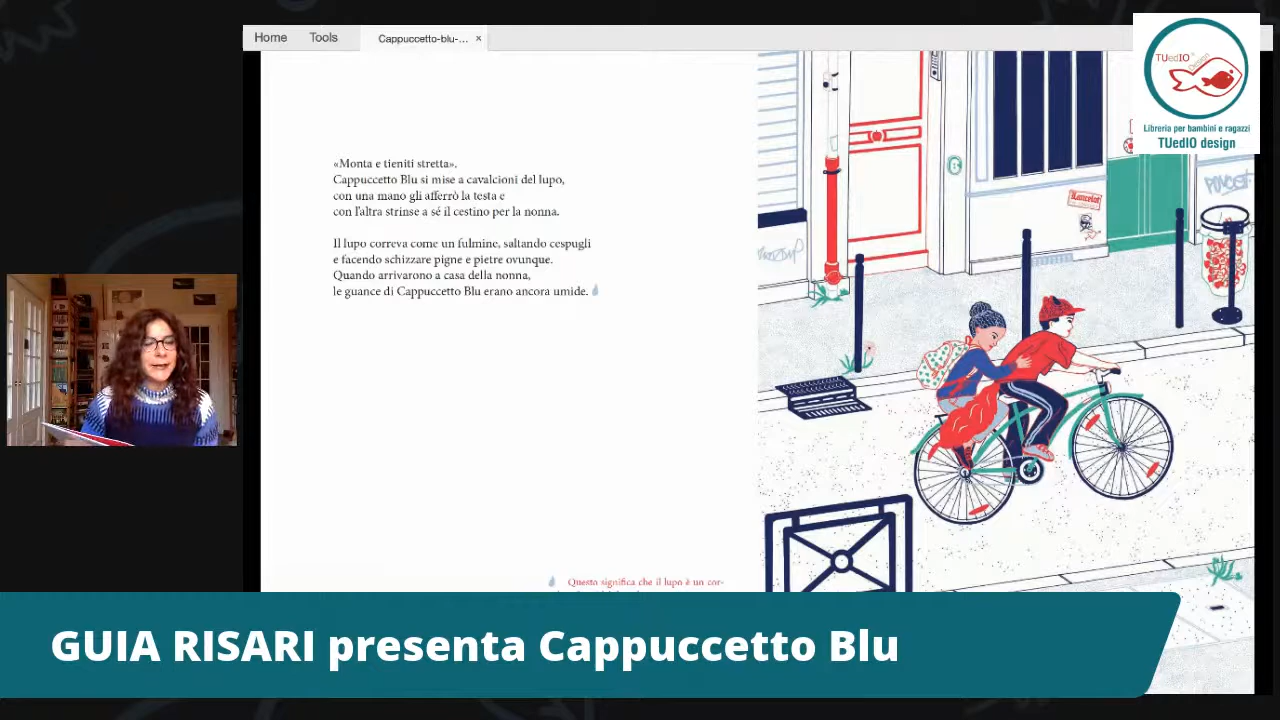 Home Tools Cappuccetto-blu-... ×
TUedIO
Design
Libreria per bambini e ragazzi
TUedIO design
«Monta e tieniti stretta».
Cappuccetto Blu si mise a cavalcioni del lupo,
con una mano gli afferrò la testa e
con l'altra strinse a sé il cestino per la nonna.
Il lupo correva come un fulmine, saltando cespugli
e facendo schizzare pigne e pietre ovunque.
Quando arrivarono a casa della nonna,
le guance di Cappuccetto Blu erano ancora umide.
Lancelot
Questo significa che il lupo è un cor-
GUIA RISARI presenta Cappuccetto Blu